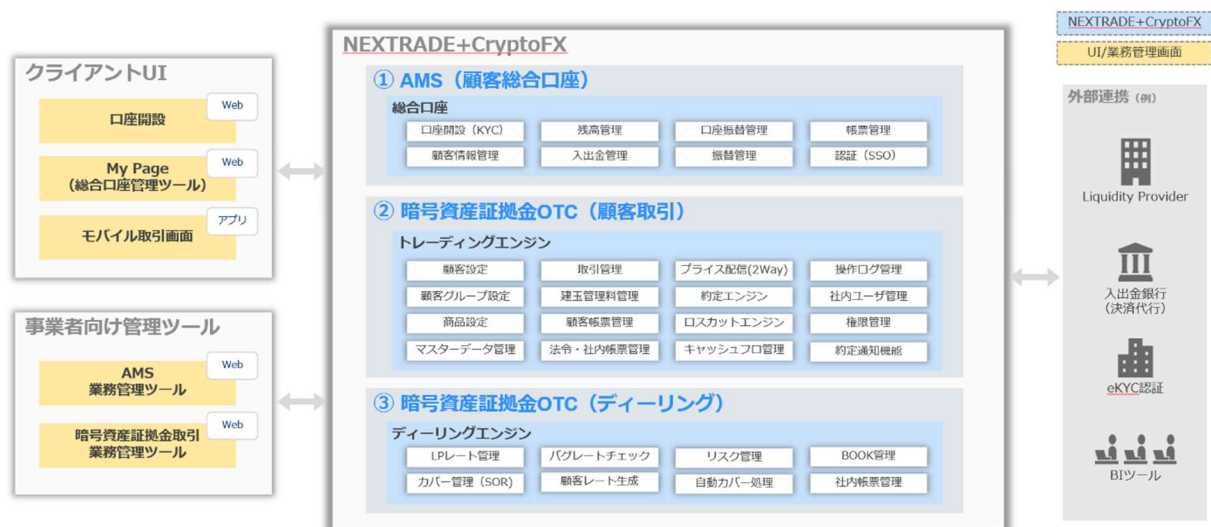 NEXTRADE+CryptoFX
UI/業務管理画面
クライアントUI
口座開設
Web
My Page
(総合口座管理ツール)
Web
モバイル取引画面
アプリ
事業者向け管理ツール
AMS
業務管理ツール
Web
暗号資産証拠金取引
業務管理ツール
Web
NEXTRADE+CryptoFX
① AMS（顧客総合口座）
総合口座
口座開設（KYC） 残高管理 口座振替管理 帳票管理
顧客情報管理 入出金管理 振替管理 認証（SSO）
② 暗号資産証拠金OTC（顧客取引）
トレーディングエンジン
顧客設定 取引管理 プライス配信(2Way) 操作ログ管理
顧客グループ設定 建玉管理料管理 約定エンジン 社内ユーザ管理
商品設定 顧客帳票管理 ロスカットエンジン 権限管理
マスターデータ管理 法令・社内帳票管理 キャッシュフロ管理 約定通知機能
③ 暗号資産証拠金OTC（ディーリング）
ディーリングエンジン
LPレート管理 バグレートチェック リスク管理 BOOK管理
カバー管理（SOR） 顧客レート生成 自動カバー処理 社内帳票管理
外部連携（例）
Liquidity Provider
入出金銀行
（決済代行）
eKYC認証
BIツール